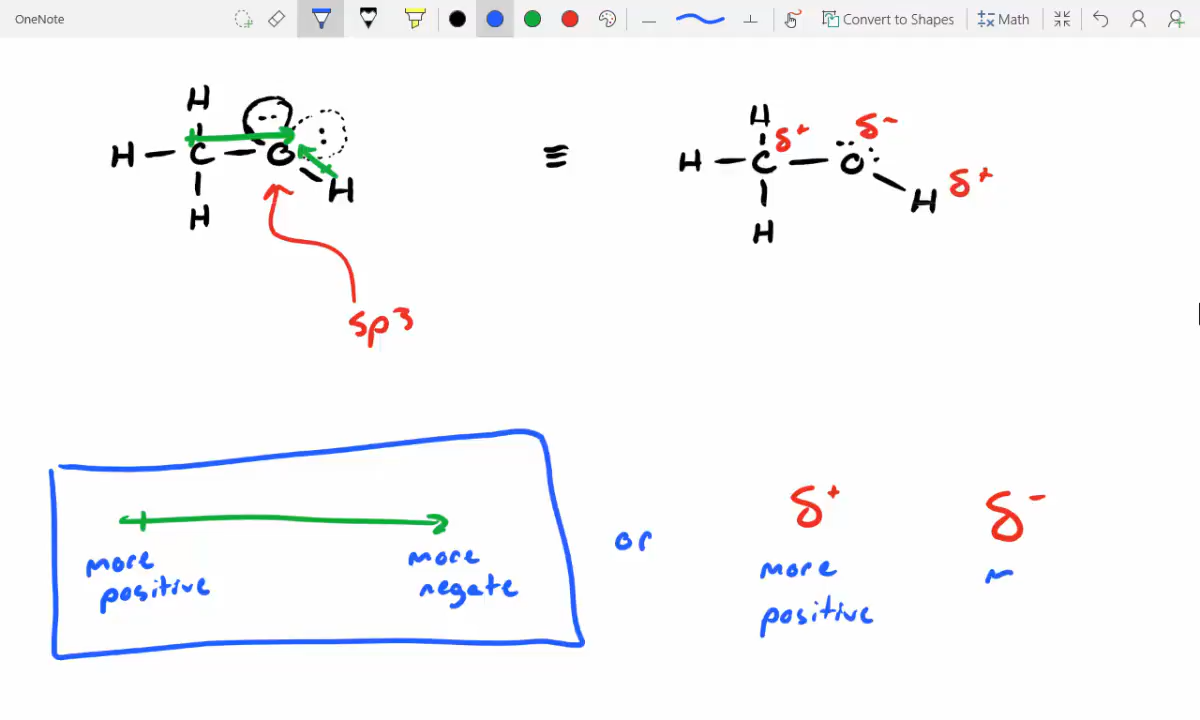 OneNote
Convert to Shapes
Math
H
H
H – C – O
H – C – O
H
H
H
H
δ+
δ-
δ+
≡
sp3
more
positive
more
negate
or
δ+
δ-
more
positive